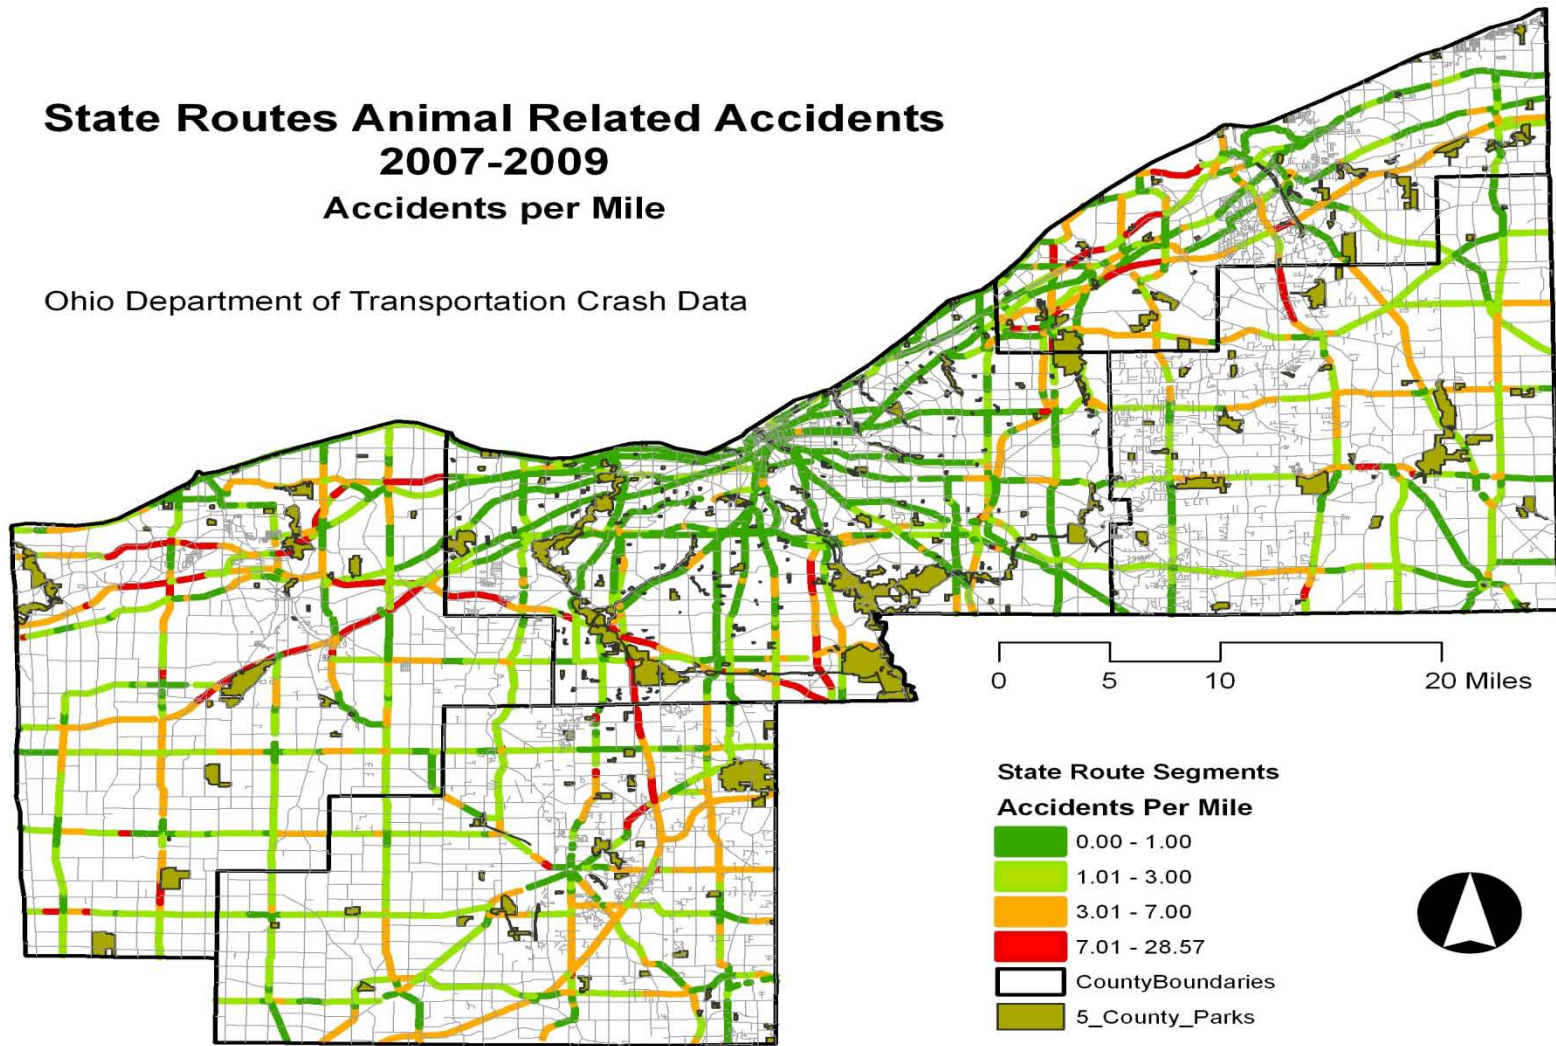 State Routes Animal Related Accidents
2007-2009
Accidents per Mile
Ohio Department of Transportation Crash Data
0 5 10 20 Miles
State Route Segments
Accidents Per Mile
0.00 - 1.00
1.01 - 3.00
3.01 - 7.00
7.01 - 28.57
CountyBoundaries
5_County_Parks